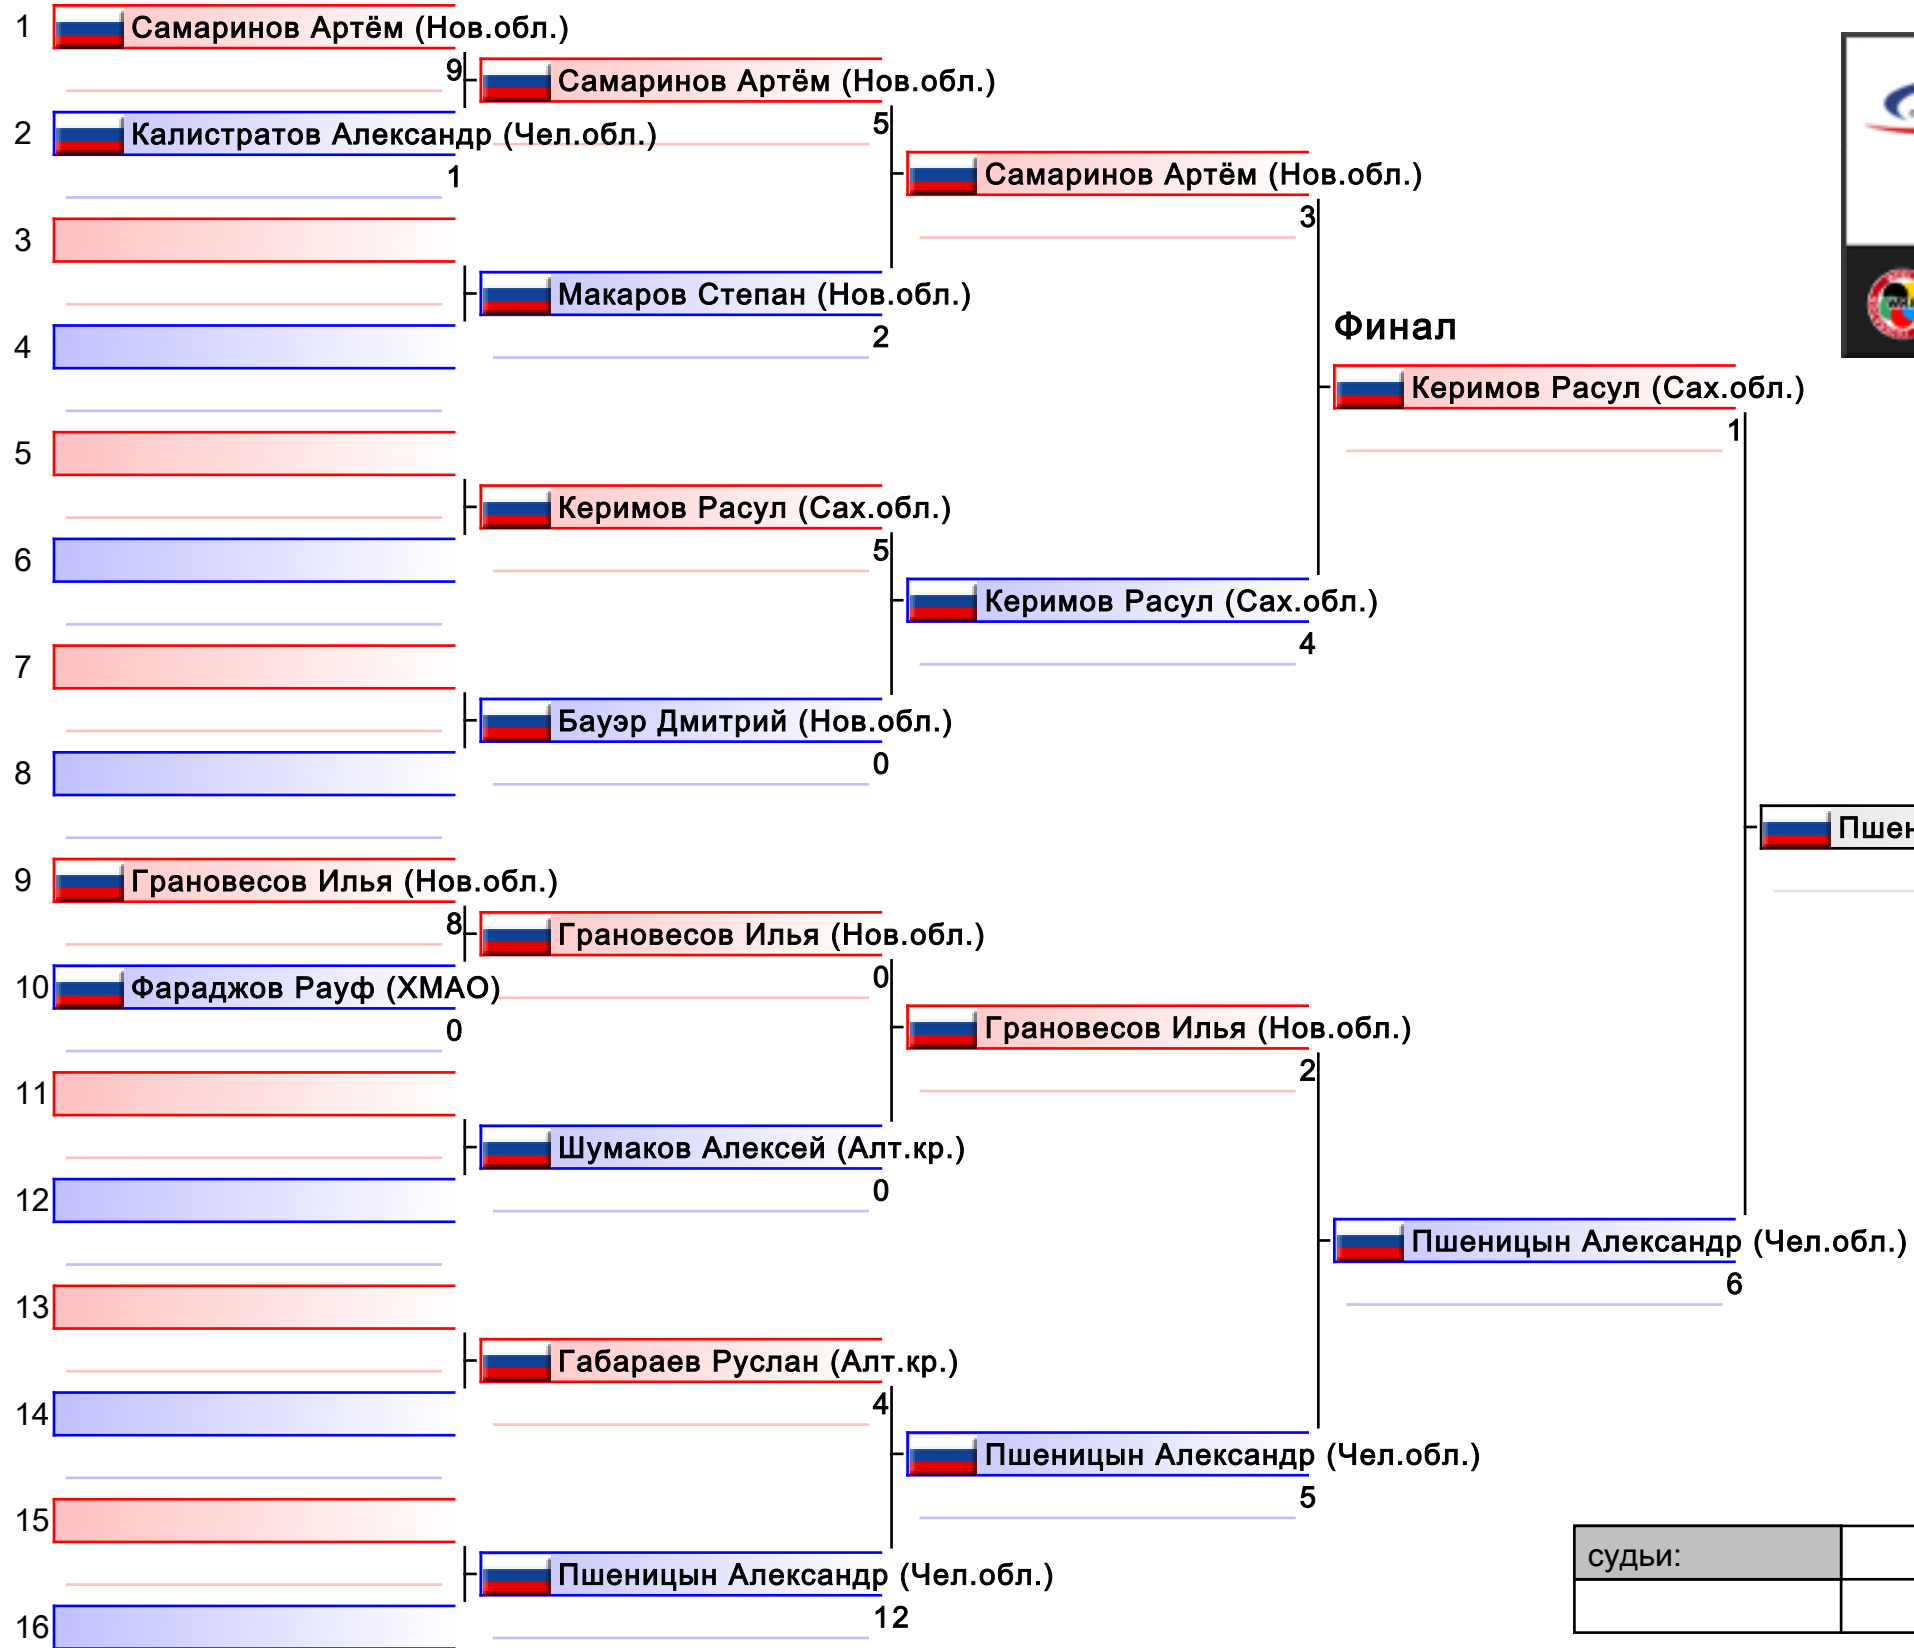 1 Самаринов Артём (Нов.обл.)
9
Самаринов Артём (Нов.обл.)
5
2 Калистратов Александр (Чел.обл.)
1
Самаринов Артём (Нов.обл.)
3
3
Макаров Степан (Нов.обл.)
2
4
Финал
Керимов Расул (Сах.обл.)
1
5
Керимов Расул (Сах.обл.)
5
6
Керимов Расул (Сах.обл.)
4
7
Бауэр Дмитрий (Нов.обл.)
0
8
Пшен
9 Грановесов Илья (Нов.обл.)
8
Грановесов Илья (Нов.обл.)
0
10 Фараджов Рауф (ХМАО)
0
Грановесов Илья (Нов.обл.)
2
11
Шумаков Алексей (Алт.кр.)
0
12
Пшеницын Александр (Чел.обл.)
6
13
Габараев Руслан (Алт.кр.)
4
14
Пшеницын Александр (Чел.обл.)
5
15
Пшеницын Александр (Чел.обл.)
12
16
судьи: